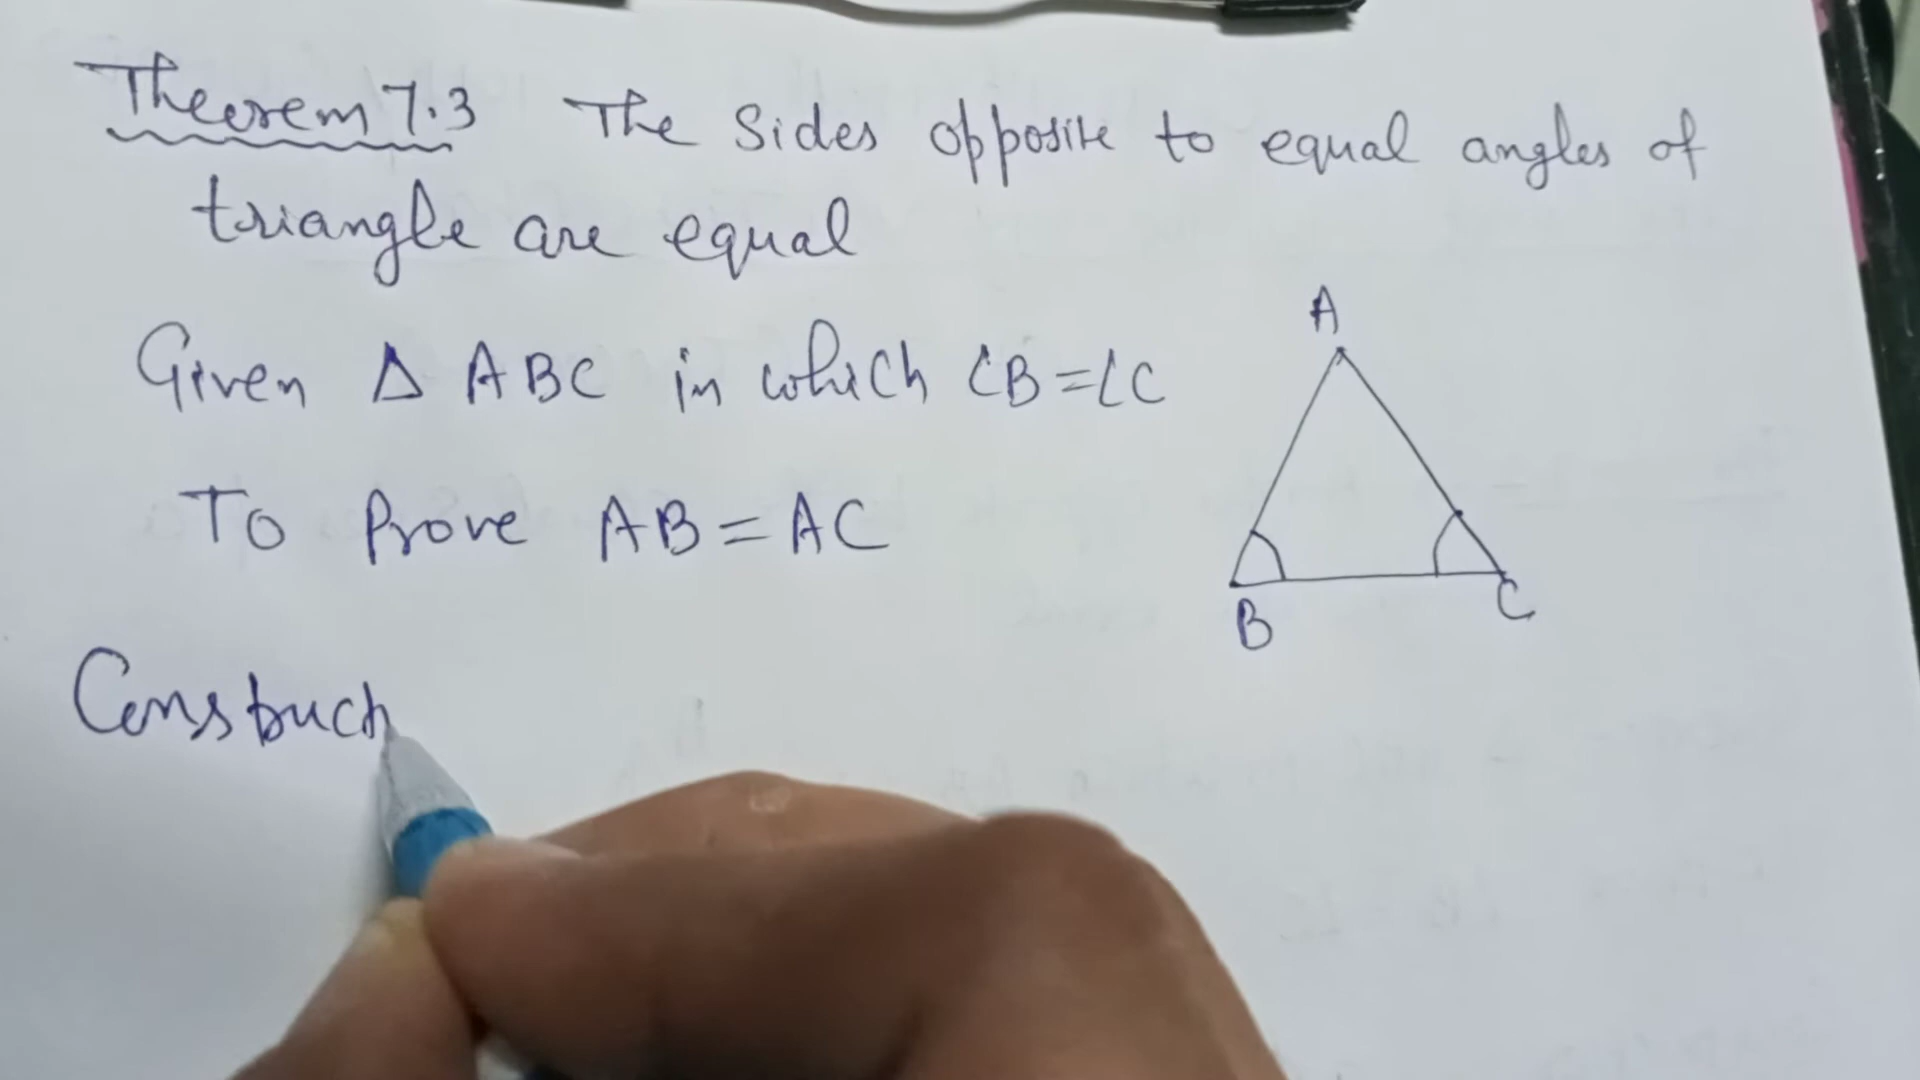 Theorem 7.3 The Sides opposite to equal angles of
triangle are equal
Given Δ ABC in which ∠B=∠C
To Prove AB=AC
A
B
C
Construct